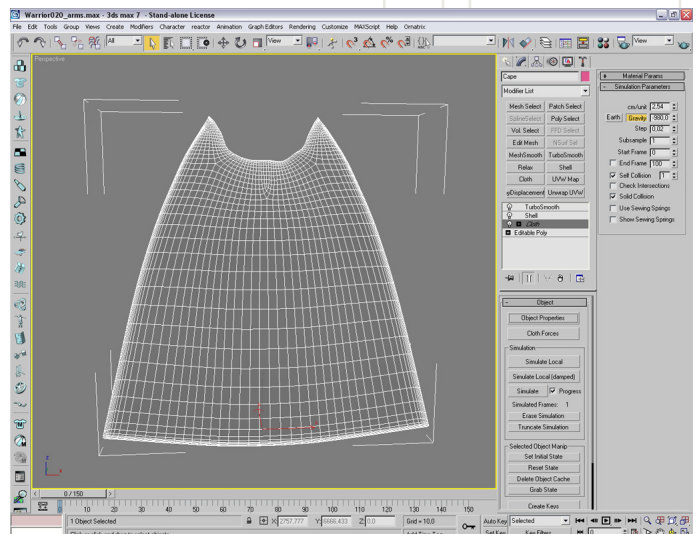 Warrior020_arms.max - 3ds max 7 - Stand-alone License
File Edit Tools Group Views Create Modifiers Character reactor Animation Graph Editors Rendering Customize MAXScript Help Ornatrix
All View View
Perspective
Cape
Modifier List
Mesh Select Patch Select
SplineSelect Poly Select
Vol. Select FFD Select
Edit Mesh NSurf Sel
MeshSmooth TurboSmooth
Relax Shell
Cloth UVW Map
Displacement Unwrap UVW
TurboSmooth
Shell
Cloth
Editable Poly
+ Material Params
- Simulation Parameters
cm/unit 2,54
Earth Gravity -980,0
Step 0,02
Subsample 1
Start Frame 0
End Frame 100
Self Collision 1
Check Intersections
Solid Collision
Use Sewing Springs
Show Sewing Springs
- Object
Object Properties
Cloth Forces
Simulation
Simulate Local
Simulate Local (damped)
Simulate Progress
Simulated Frames: 1
Erase Simulation
Truncate Simulation
Selected Object Manip
Set Initial State
Reset State
Delete Object Cache
Grab State
Create Keys
z x
< 0 / 150 >
0 10 20 30 40 50 60 70 80 90 100 110 120 130 140 150
1 Object Selected X: 2757,777 Y: 6666,433 Z: 0,0 Grid = 10,0 Auto Key Selected
Set Key Key Filters... 0